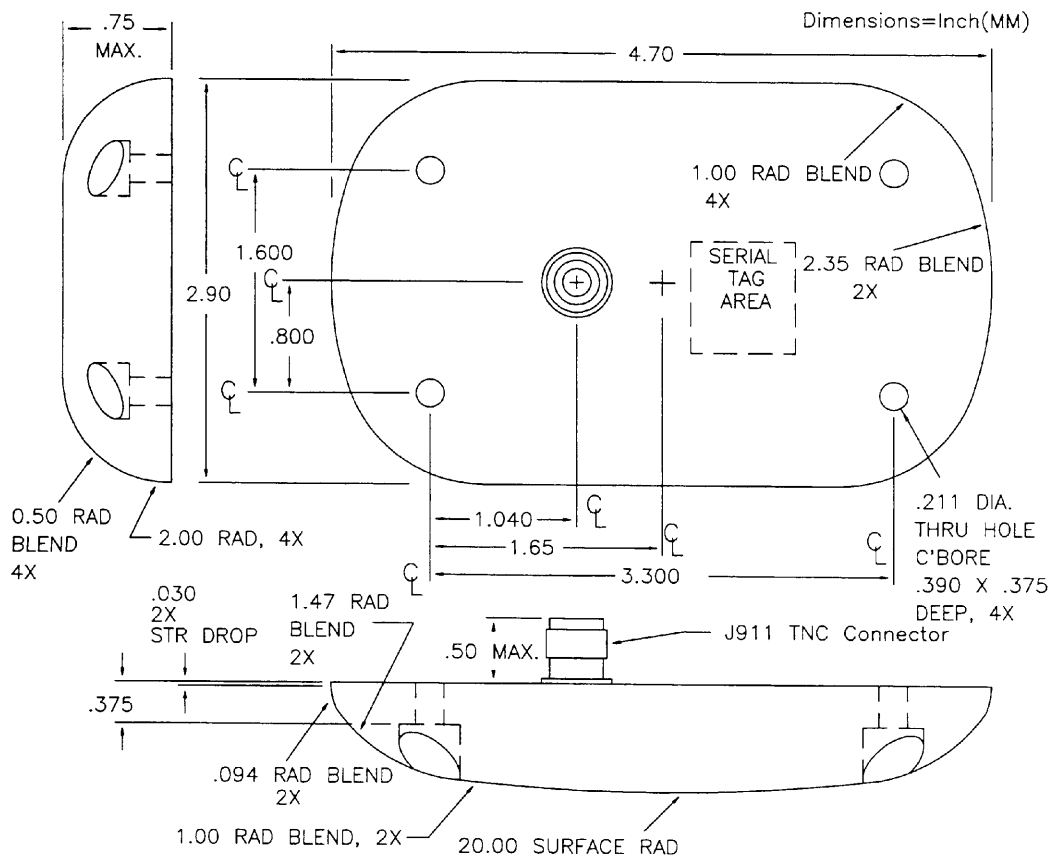 Dimensions=Inch(MM)
.75
MAX.
4.70
1.00 RAD BLEND
4X
℄
1.600
2.90
℄
.800
℄
SERIAL
TAG
AREA
2.35 RAD BLEND
2X
0.50 RAD
BLEND
4X
2.00 RAD, 4X
1.040
℄
1.65
℄
3.300
℄
℄
.211 DIA.
THRU HOLE
C'BORE
.390 X .375
DEEP, 4X
.030
2X
STR DROP
1.47 RAD
BLEND
2X
.50 MAX.
J911 TNC Connector
.375
.094 RAD BLEND
2X
1.00 RAD BLEND, 2X
20.00 SURFACE RAD